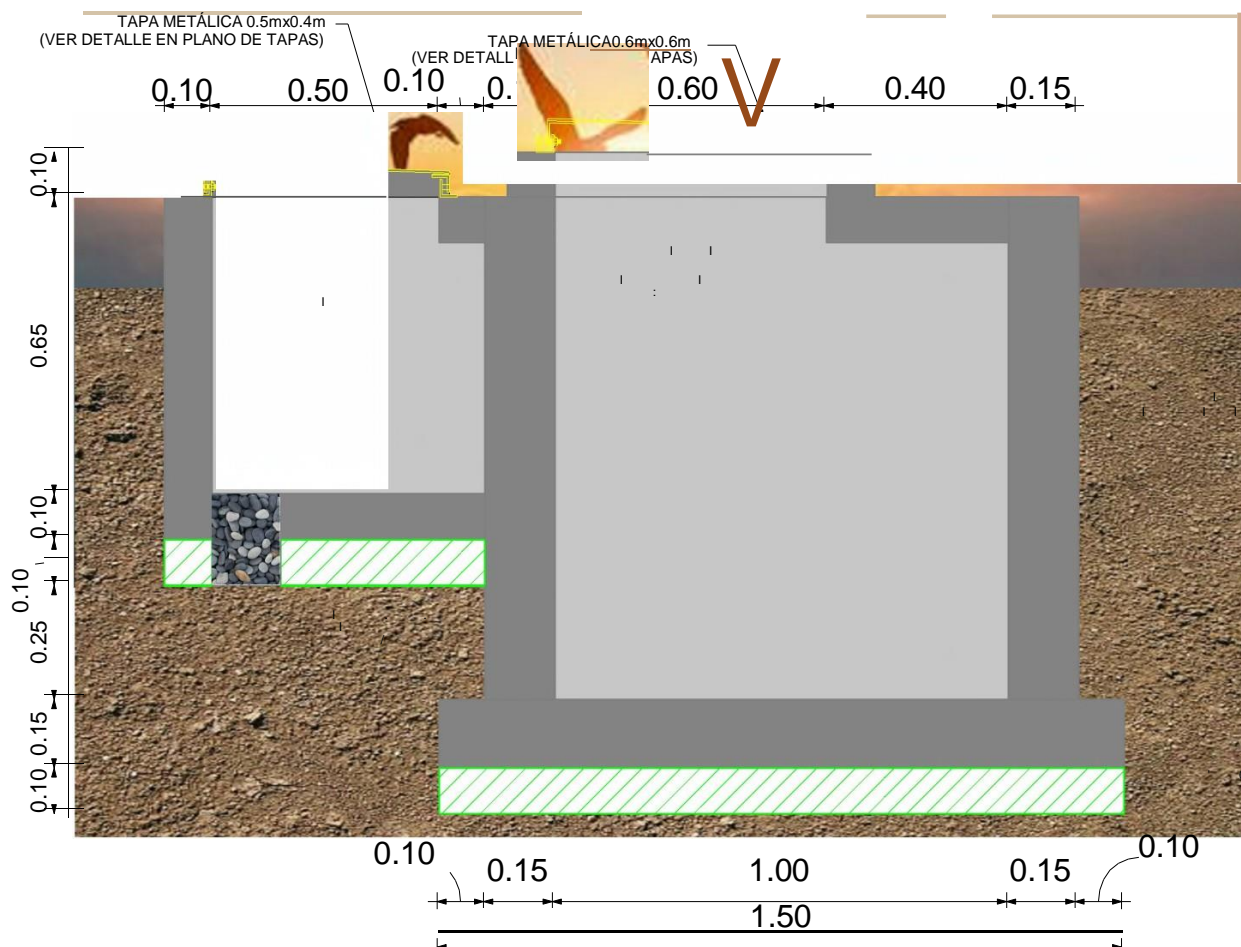 TAPA METÁLICA 0.5mx0.4m
(VER DETALLE EN PLANO DE TAPAS)
TAPA METÁLICA0.6mx0.6m
(VER DETALL APAS)
0.10 0.50 0.10 0. 0.60 V 0.40 0.15
0.10
0.65
0.10
0.10
0.25
0.15
0.10
0.10 0.15 1.00 0.15 0.10
1.50